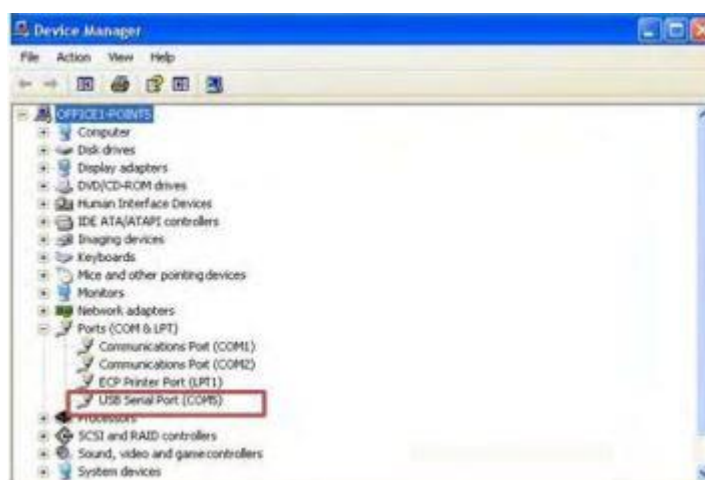 Device Manager
File Action View Help
OFFICE1-POINTS
Computer
Disk drives
Display adapters
DVD/CD-ROM drives
Human Interface Devices
IDE ATA/ATAPI controllers
Imaging devices
Keyboards
Mice and other pointing devices
Monitors
Network adapters
Ports (COM & LPT)
Communications Port (COM1)
Communications Port (COM2)
ECP Printer Port (LPT1)
USB Serial Port (COM5)
Processors
SCSI and RAID controllers
Sound, video and game controllers
System devices